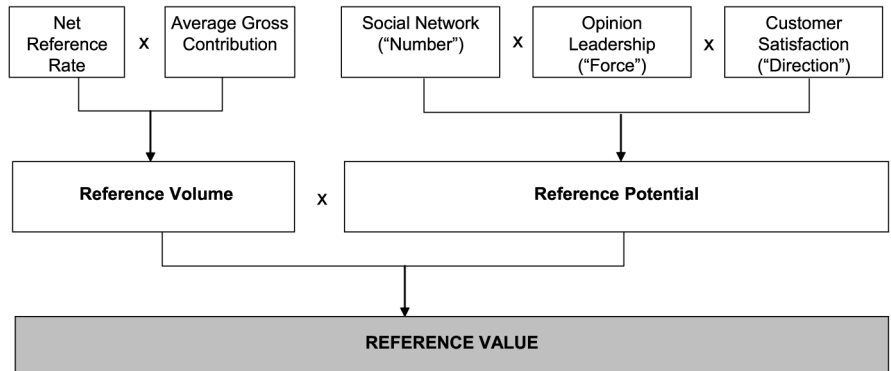 Net
Reference
Rate
x
Average Gross
Contribution
Social Network
(“Number”)
x
Opinion
Leadership
(“Force”)
x
Customer
Satisfaction
(“Direction”)
Reference Volume
x
Reference Potential
REFERENCE VALUE